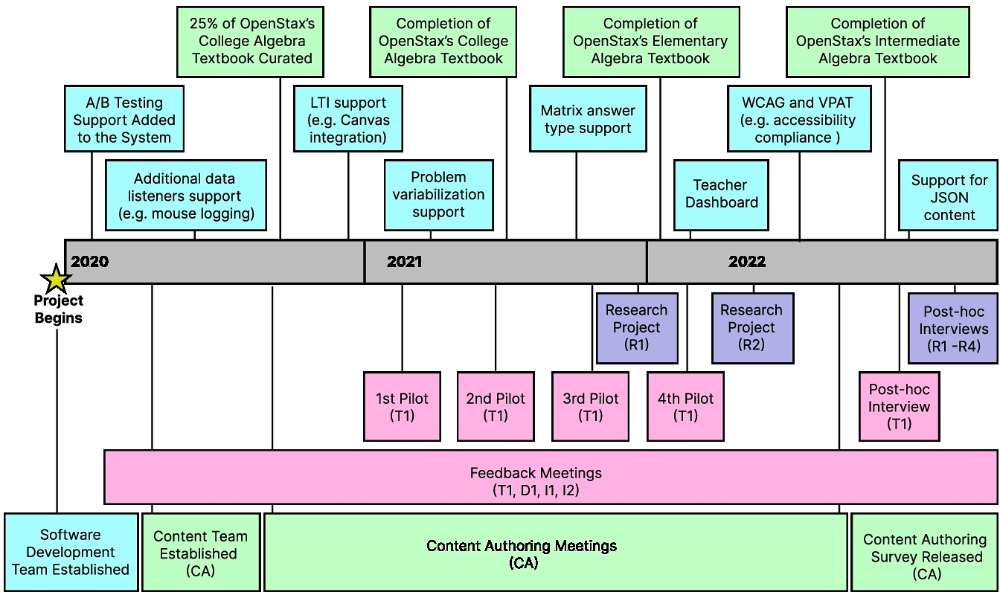 25% of OpenStax's
College Algebra
Textbook Curated
Completion of
OpenStax's College
Algebra Textbook
Completion of
OpenStax's Elementary
Algebra Textbook
Completion of
OpenStax's Intermediate
Algebra Textbook
A/B Testing
Support Added
to the System
LTI support
(e.g. Canvas
integration)
Matrix answer
type support
WCAG and VPAT
(e.g. accessibility
compliance )
Additional data
listeners support
(e.g. mouse logging)
Problem
variabilization
support
Teacher
Dashboard
Support for
JSON
content
2020
2021
2022
Project
Begins
Research
Project
(R1)
Research
Project
(R2)
Post-hoc
Interviews
(R1 -R4)
1st Pilot
(T1)
2nd Pilot
(T1)
3rd Pilot
(T1)
4th Pilot
(T1)
Post-hoc
Interview
(T1)
Feedback Meetings
(T1, D1, I1, I2)
Software
Development
Team Established
Content Team
Established
(CA)
Content Authoring Meetings
(CA)
Content Authoring
Survey Released
(CA)